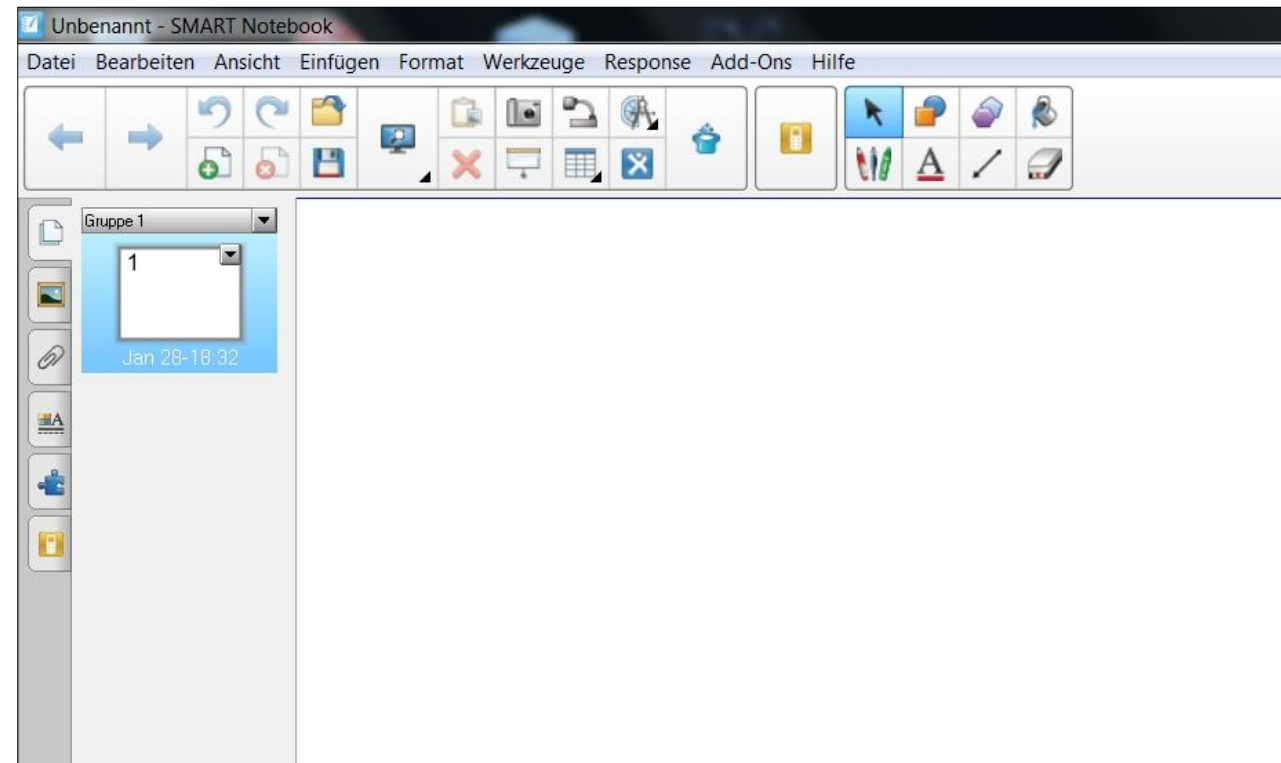 Unbenannt - SMART Notebook
Datei Bearbeiten Ansicht Einfügen Format Werkzeuge Response Add-Ons Hilfe
Gruppe 1
1
Jan 28-18:32